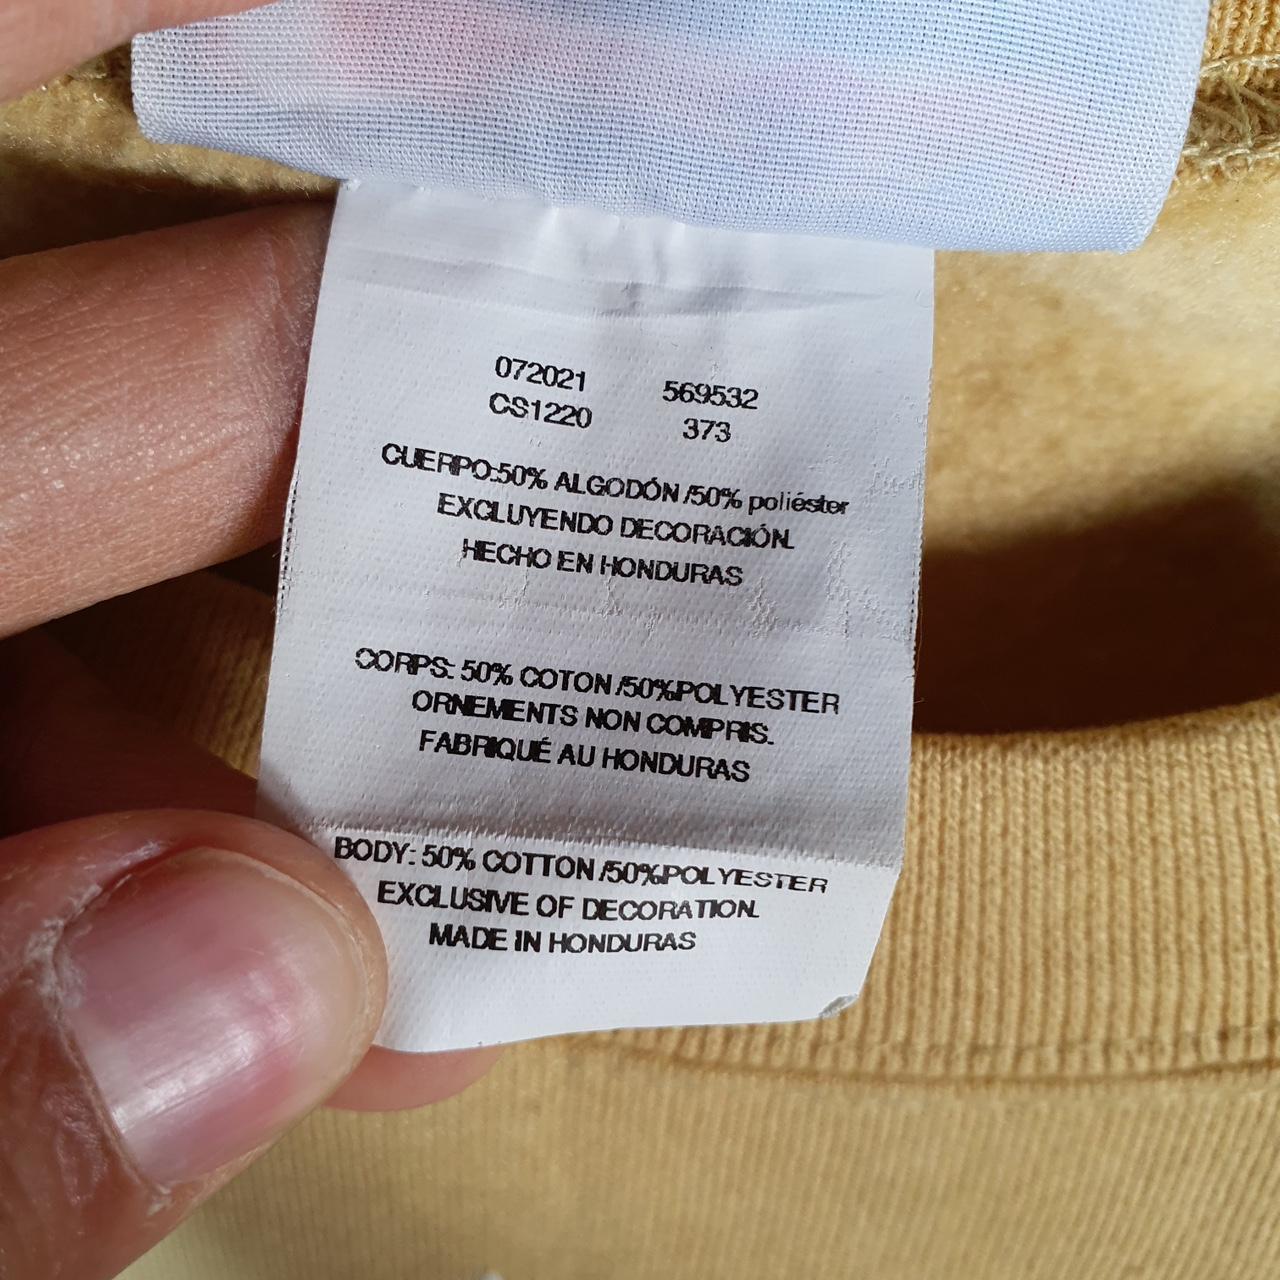 072021 569532
CS1220 373
CUERPO:50% ALGODÓN /50% poliéster
EXCLUYENDO DECORACIÓN.
HECHO EN HONDURAS
CORPS: 50% COTON /50%POLYESTER
ORNEMENTS NON COMPRIS.
FABRIQUÉ AU HONDURAS
BODY: 50% COTTON /50%POLYESTER
EXCLUSIVE OF DECORATION.
MADE IN HONDURAS